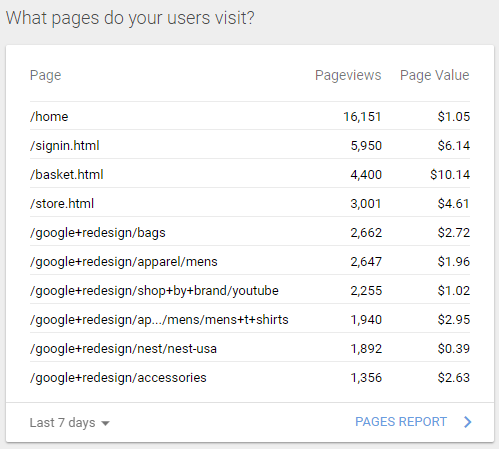 What pages do your users visit?
Page Pageviews Page Value
/home 16,151 $1.05
/signin.html 5,950 $6.14
/basket.html 4,400 $10.14
/store.html 3,001 $4.61
/google+redesign/bags 2,662 $2.72
/google+redesign/apparel/mens 2,647 $1.96
/google+redesign/shop+by+brand/youtube 2,255 $1.02
/google+redesign/ap.../mens/mens+t+shirts 1,940 $2.95
/google+redesign/nest/nest-usa 1,892 $0.39
/google+redesign/accessories 1,356 $2.63
Last 7 days PAGES REPORT